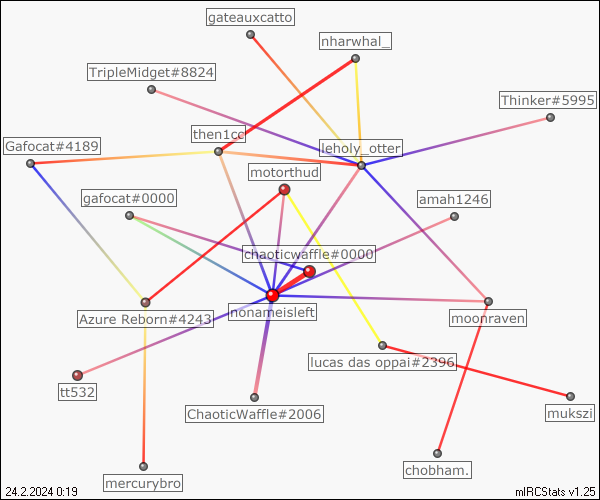 gateauxcatto
nharwhal_
TripleMidget#8824
Thinker#5995
then1cc
Gafocat#4189
leholy_otter
motorthud
gafocat#0000
amah1246
chaoticwaffle#0000
nonameisleft
Azure Reborn#4243
moonraven
lucas das oppai#2396
tt532
ChaoticWaffle#2006
mukszi
chobham.
mercurybro
24.2.2024 0:19
mIRCStats v1.25